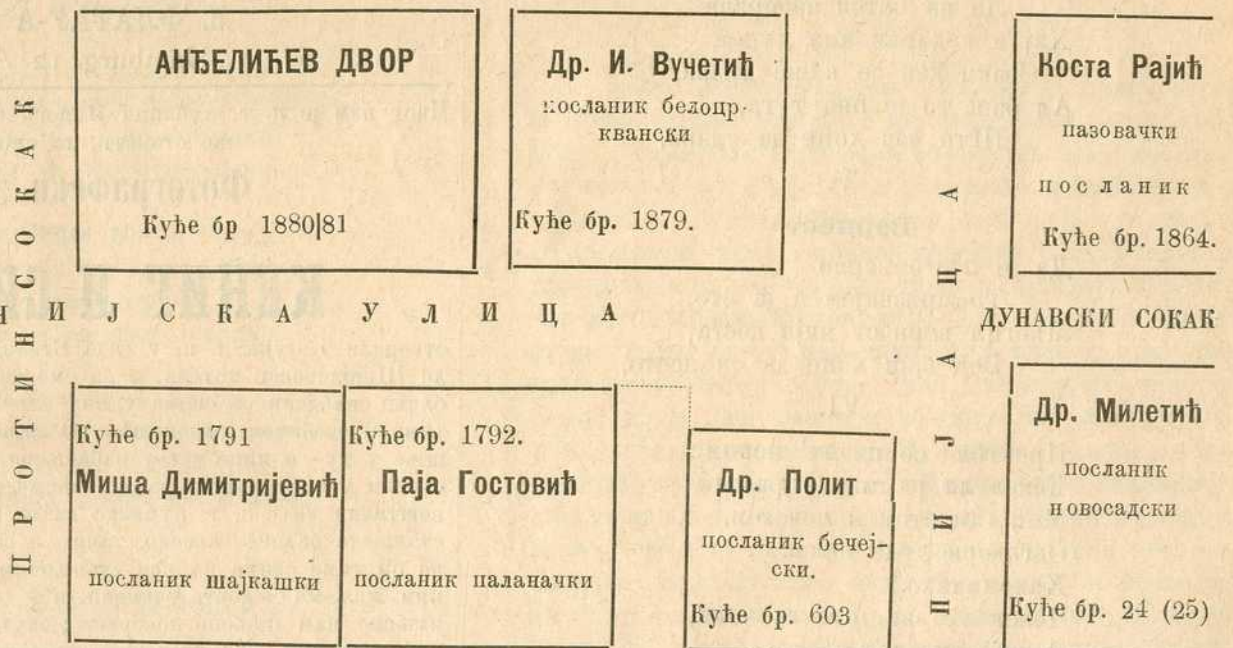 АНЂЕЛИЋЕВ ДВОР
Куће бр 1880|81
Др. И. Вучетић
посланик белоцр-
квански
Куће бр. 1879.
Коста Рајић
пазовачки
посланик
Куће бр. 1864.
ПРОТИНСКОКАК
ИЈСКА УЛИЦА
ПИЈАЦА
ДУНАВСКИ СОКАК
Куће бр. 1791
Миша Димитријевић
посланик шајкашки
Куће бр. 1792.
Паја Гостовић
посланик паланачки
Др. Полит
посланик бечеј-
ски.
Куће бр. 603
Др. Милетић
посланик
новосадски
Куће бр. 24 (25)